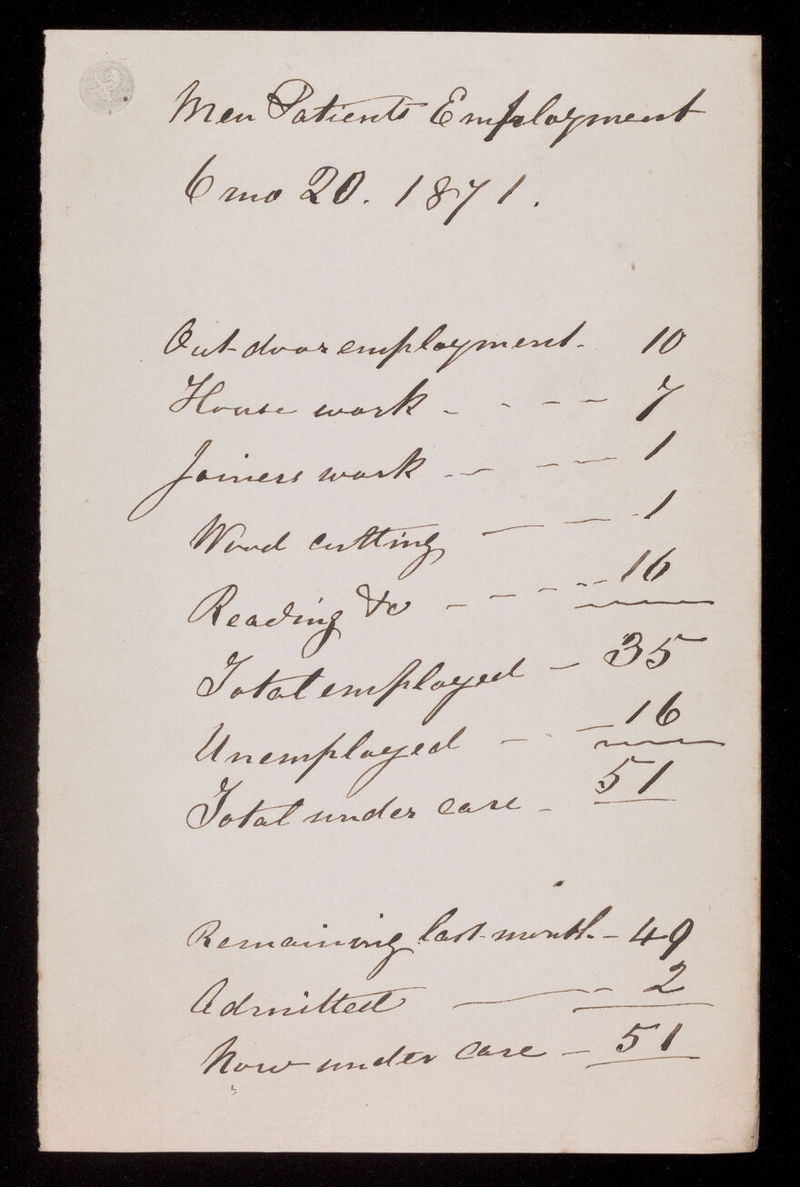 Men Patients Employment
6 mo 20. 1871.
Out-door employment - 10
House work - - - - 7
Joiners work - - - - 1
Wood cutting - - - 1
Reading &c - - - - - 16
Total employed - 35
Unemployed - - - 16
Total under care - 51
Remaining last month - 49
Admitted - - - 2
Now under care - 51